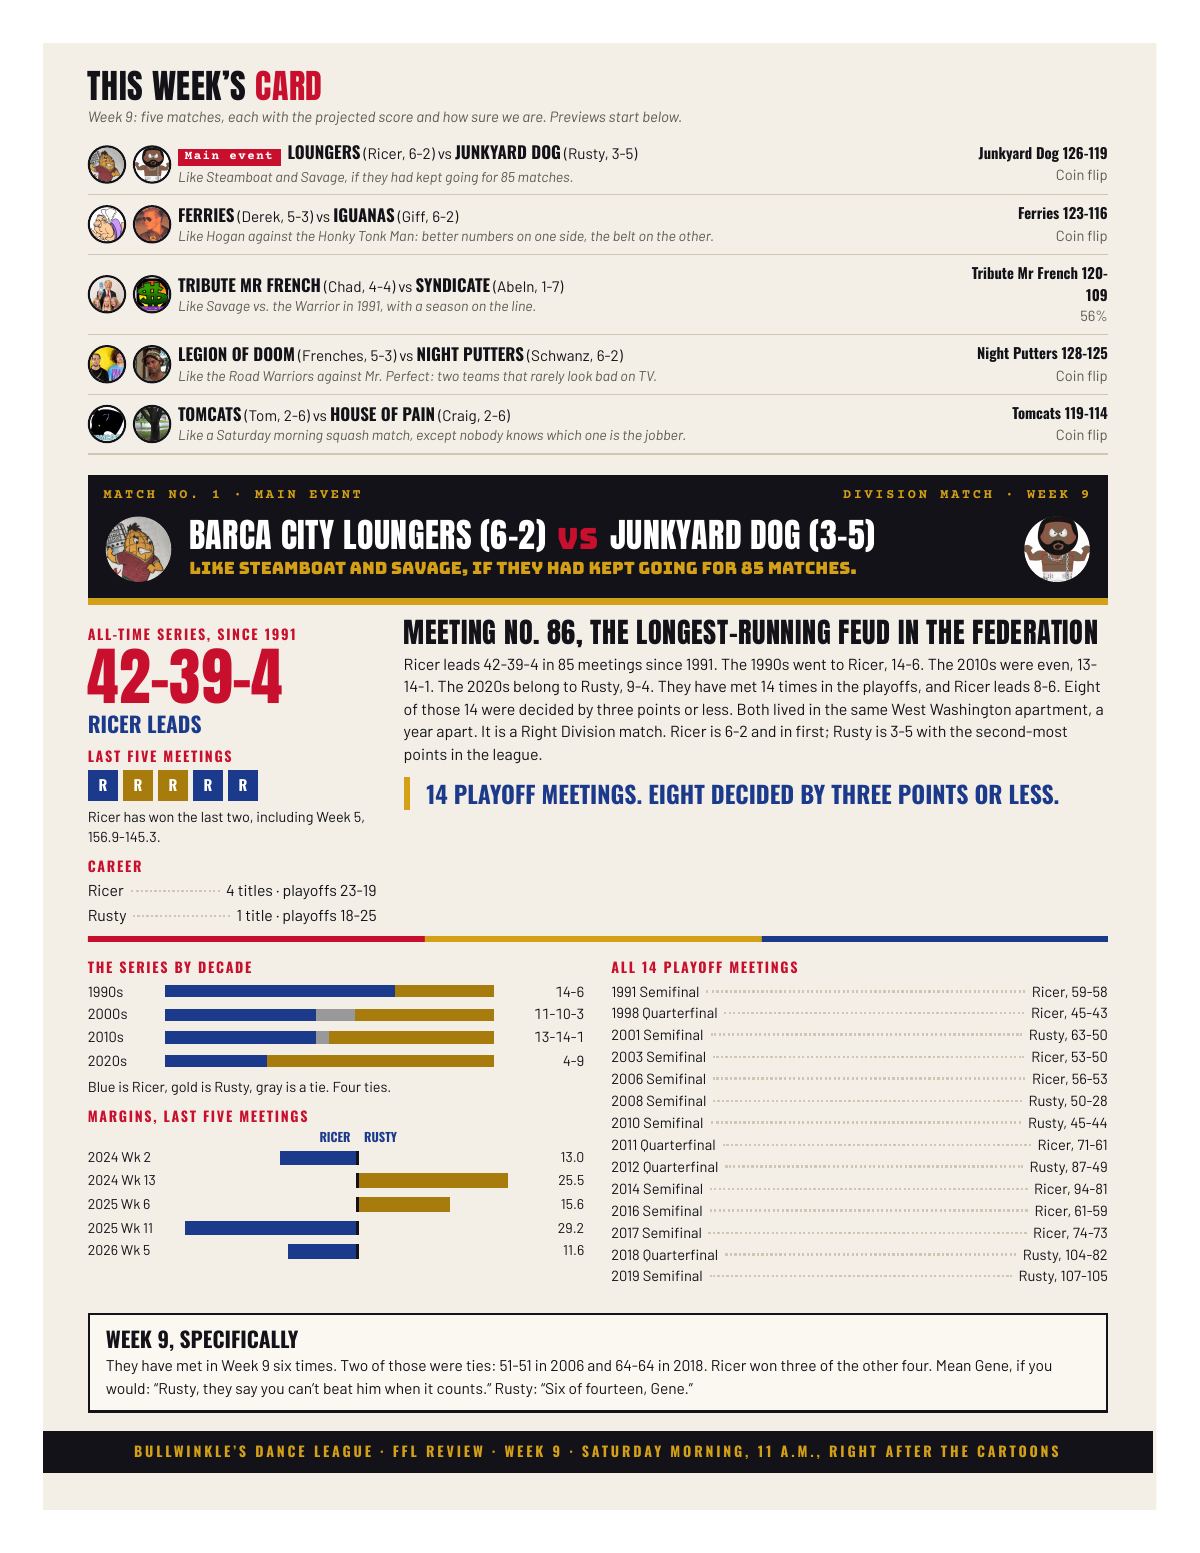 THIS WEEK’S CARD
Week 9: five matches, each with the projected score and how sure we are. Previews start below.
Main event LOUNGERS (Ricer, 6-2) vs JUNKYARD DOG (Rusty, 3-5)
Like Steamboat and Savage, if they had kept going for 85 matches.
Junkyard Dog 126-119
Coin flip
FERRIES (Derek, 5-3) vs IGUANAS (Giff, 6-2)
Like Hogan against the Honky Tonk Man: better numbers on one side, the belt on the other.
Ferries 123-116
Coin flip
TRIBUTE MR FRENCH (Chad, 4-4) vs SYNDICATE (Abeln, 1-7)
Like Savage vs. the Warrior in 1991, with a season on the line.
Tribute Mr French 120-
109
56%
LEGION OF DOOM (Frenches, 5-3) vs NIGHT PUTTERS (Schwanz, 6-2)
Like the Road Warriors against Mr. Perfect: two teams that rarely look bad on TV.
Night Putters 128-125
Coin flip
TOMCATS (Tom, 2-6) vs HOUSE OF PAIN (Craig, 2-6)
Like a Saturday morning squash match, except nobody knows which one is the jobber.
Tomcats 119-114
Coin flip
MATCH NO. 1 · MAIN EVENT
DIVISION MATCH · WEEK 9
BARCA CITY LOUNGERS (6-2) VS JUNKYARD DOG (3-5)
LIKE STEAMBOAT AND SAVAGE, IF THEY HAD KEPT GOING FOR 85 MATCHES.
ALL-TIME SERIES, SINCE 1991
42-39-4
RICER LEADS
LAST FIVE MEETINGS
R R R R R
Ricer has won the last two, including Week 5,
156.9-145.3.
CAREER
Ricer 4 titles · playoffs 23-19
Rusty 1 title · playoffs 18-25
MEETING NO. 86, THE LONGEST-RUNNING FEUD IN THE FEDERATION
Ricer leads 42-39-4 in 85 meetings since 1991. The 1990s went to Ricer, 14-6. The 2010s were even, 13-
14-1. The 2020s belong to Rusty, 9-4. They have met 14 times in the playoffs, and Ricer leads 8-6. Eight
of those 14 were decided by three points or less. Both lived in the same West Washington apartment, a
year apart. It is a Right Division match. Ricer is 6-2 and in first; Rusty is 3-5 with the second-most
points in the league.
14 PLAYOFF MEETINGS. EIGHT DECIDED BY THREE POINTS OR LESS.
THE SERIES BY DECADE
1990s 14-6
2000s 11-10-3
2010s 13-14-1
2020s 4-9
Blue is Ricer, gold is Rusty, gray is a tie. Four ties.
MARGINS, LAST FIVE MEETINGS
RICER RUSTY
2024 Wk 2 13.0
2024 Wk 13 25.5
2025 Wk 6 15.6
2025 Wk 11 29.2
2026 Wk 5 11.6
ALL 14 PLAYOFF MEETINGS
1991 Semifinal Ricer, 59-58
1998 Quarterfinal Ricer, 45-43
2001 Semifinal Rusty, 63-50
2003 Semifinal Ricer, 53-50
2006 Semifinal Ricer, 56-53
2008 Semifinal Rusty, 50-28
2010 Semifinal Rusty, 45-44
2011 Quarterfinal Ricer, 71-61
2012 Quarterfinal Rusty, 87-49
2014 Semifinal Ricer, 94-81
2016 Semifinal Ricer, 61-59
2017 Semifinal Ricer, 74-73
2018 Quarterfinal Rusty, 104-82
2019 Semifinal Rusty, 107-105
WEEK 9, SPECIFICALLY
They have met in Week 9 six times. Two of those were ties: 51-51 in 2006 and 64-64 in 2018. Ricer won three of the other four. Mean Gene, if you
would: “Rusty, they say you can’t beat him when it counts.” Rusty: “Six of fourteen, Gene.”
BULLWINKLE’S DANCE LEAGUE · FFL REVIEW · WEEK 9 · SATURDAY MORNING, 11 A.M., RIGHT AFTER THE CARTOONS